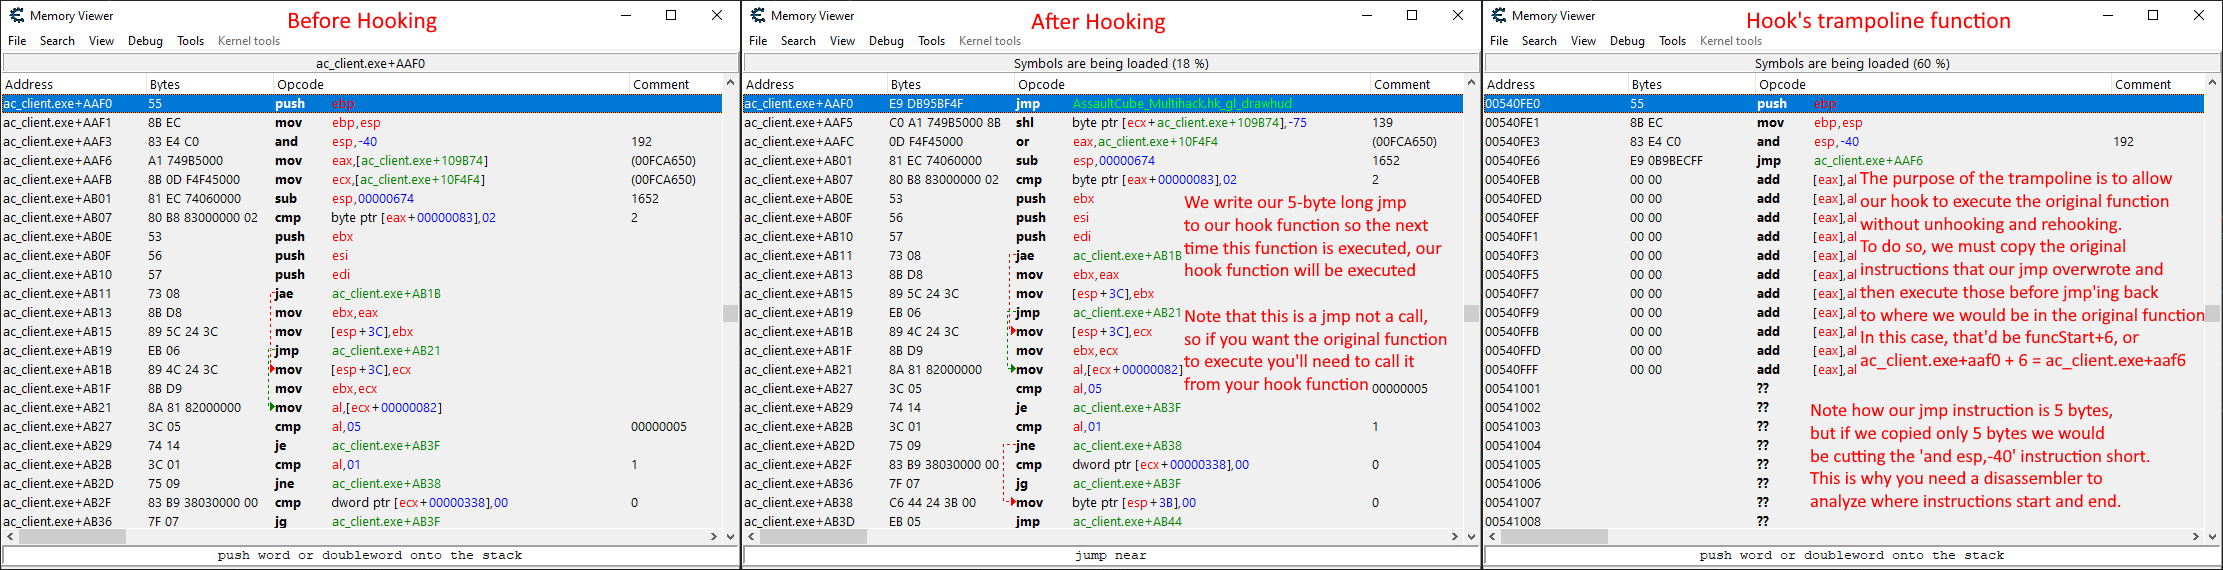 Memory Viewer
Before Hooking
File Search View Debug Tools Kernel tools
ac_client.exe+AAF0
Address Bytes Opcode Comment
ac_client.exe+AAF0 55 push ebp
ac_client.exe+AAF1 8B EC mov ebp,esp
ac_client.exe+AAF3 83 E4 C0 and esp,-40 192
ac_client.exe+AAF6 A1 749B5000 mov eax,[ac_client.exe+109B74] (00FCA650)
ac_client.exe+AAFB 8B 0D F4F45000 mov ecx,[ac_client.exe+10F4F4] (00FCA650)
ac_client.exe+AB01 81 EC 74060000 sub esp,00000674 1652
ac_client.exe+AB07 80 B8 83000000 02 cmp byte ptr [eax+00000083],02 2
ac_client.exe+AB0E 53 push ebx
ac_client.exe+AB0F 56 push esi
ac_client.exe+AB10 57 push edi
ac_client.exe+AB11 73 08 jae ac_client.exe+AB1B
ac_client.exe+AB13 8B D8 mov ebx,eax
ac_client.exe+AB15 89 5C 24 3C mov [esp+3C],ebx
ac_client.exe+AB19 EB 06 jmp ac_client.exe+AB21
ac_client.exe+AB1B 89 4C 24 3C mov [esp+3C],ecx
ac_client.exe+AB1F 8B D9 mov ebx,ecx
ac_client.exe+AB21 8A 81 82000000 mov al,[ecx+00000082]
ac_client.exe+AB27 3C 05 cmp al,05 00000005
ac_client.exe+AB29 74 14 je ac_client.exe+AB3F
ac_client.exe+AB2B 3C 01 cmp al,01 1
ac_client.exe+AB2D 75 09 jne ac_client.exe+AB38
ac_client.exe+AB2F 83 B9 38030000 00 cmp dword ptr [ecx+00000338],00 0
ac_client.exe+AB36 7F 07 jg ac_client.exe+AB3F
push word or doubleword onto the stack
Memory Viewer
After Hooking
File Search View Debug Tools Kernel tools
Symbols are being loaded (18 %)
Address Bytes Opcode Comment
ac_client.exe+AAF0 E9 DB95BF4F jmp AssaultCube_Multihack.hk_gl_drawhud
ac_client.exe+AAF5 C0 A1 749B5000 8B shl byte ptr [ecx+ac_client.exe+109B74],-75 139
ac_client.exe+AAFC 0D F4F45000 or eax,ac_client.exe+10F4F4 (00FCA650)
ac_client.exe+AB01 81 EC 74060000 sub esp,00000674 1652
ac_client.exe+AB07 80 B8 83000000 02 cmp byte ptr [eax+00000083],02 2
ac_client.exe+AB0E 53 push ebx
ac_client.exe+AB0F 56 push esi
ac_client.exe+AB10 57 push edi
ac_client.exe+AB11 73 08 jae ac_client.exe+AB1B
ac_client.exe+AB13 8B D8 mov ebx,eax
ac_client.exe+AB15 89 5C 24 3C mov [esp+3C],ebx
ac_client.exe+AB19 EB 06 jmp ac_client.exe+AB21
ac_client.exe+AB1B 89 4C 24 3C mov [esp+3C],ecx
ac_client.exe+AB1F 8B D9 mov ebx,ecx
ac_client.exe+AB21 8A 81 82000000 mov al,[ecx+00000082]
ac_client.exe+AB27 3C 05 cmp al,05 00000005
ac_client.exe+AB29 74 14 je ac_client.exe+AB3F
ac_client.exe+AB2B 3C 01 cmp al,01 1
ac_client.exe+AB2D 75 09 jne ac_client.exe+AB38
ac_client.exe+AB2F 83 B9 38030000 00 cmp dword ptr [ecx+00000338],00 0
ac_client.exe+AB36 7F 07 jg ac_client.exe+AB3F
ac_client.exe+AB38 C6 44 24 3B 00 mov byte ptr [esp+3B],00 0
ac_client.exe+AB3D EB 05 jmp ac_client.exe+AB44
We write our 5-byte long jmp
to our hook function so the next
time this function is executed, our
hook function will be executed
Note that this is a jmp not a call,
so if you want the original function
to execute you'll need to call it
from your hook function
jump near
Memory Viewer
Hook's trampoline function
File Search View Debug Tools Kernel tools
Symbols are being loaded (60 %)
Address Bytes Opcode Comment
00540FE0 55 push ebp
00540FE1 8B EC mov ebp,esp
00540FE3 83 E4 C0 and esp,-40 192
00540FE6 E9 0B9BECFF jmp ac_client.exe+AAF6
00540FEB 00 00 add [eax],al
00540FED 00 00 add [eax],al
00540FEF 00 00 add [eax],al
00540FF1 00 00 add [eax],al
00540FF3 00 00 add [eax],al
00540FF5 00 00 add [eax],al
00540FF7 00 00 add [eax],al
00540FF9 00 00 add [eax],al
00540FFB 00 00 add [eax],al
00540FFD 00 00 add [eax],al
00540FFF 00 00 add [eax],al
00541001 ??
00541002 ??
00541003 ??
00541004 ??
00541005 ??
00541006 ??
00541007 ??
00541008 ??
The purpose of the trampoline is to allow
our hook to execute the original function
without unhooking and rehooking.
To do so, we must copy the original
instructions that our jmp overwrote and
then execute those before jmp'ing back
to where we would be in the original function
In this case, that'd be funcStart+6, or
ac_client.exe+aaf0 + 6 = ac_client.exe+aaf6
Note how our jmp instruction is 5 bytes,
but if we copied only 5 bytes we would
be cutting the 'and esp,-40' instruction short.
This is why you need a disassembler to
analyze where instructions start and end.
push word or doubleword onto the stack